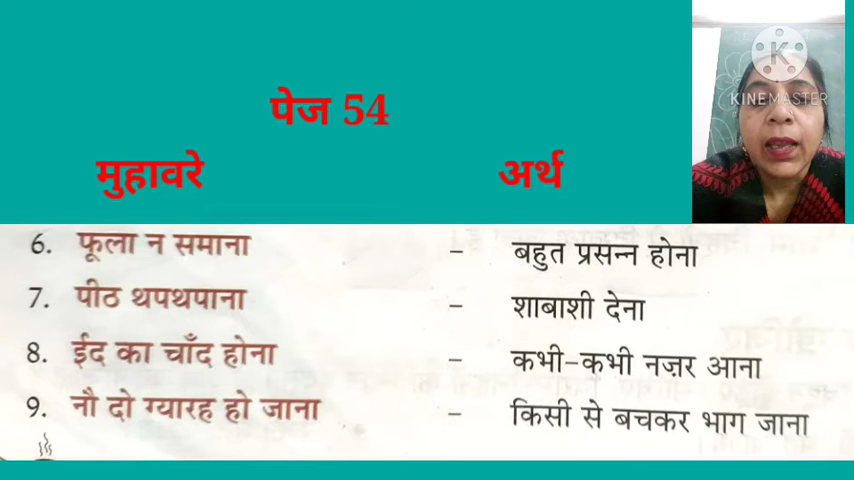 KINEMASTER
पेज 54
मुहावरे अर्थ
6. फूला न समाना – बहुत प्रसन्न होना
7. पीठ थपथपाना – शाबाशी देना
8. ईद का चाँद होना – कभी-कभी नज़र आना
9. नौ दो ग्यारह हो जाना – किसी से बचकर भाग जाना